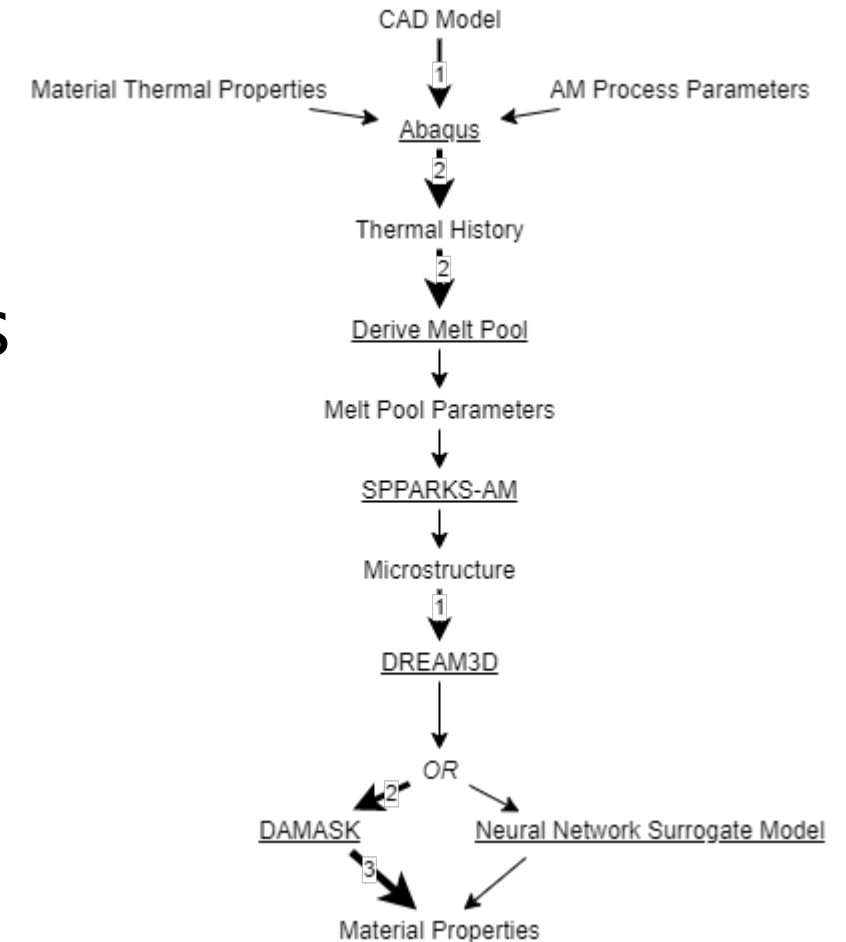 CAD Model
1
Material Thermal Properties
AM Process Parameters
Abaqus
2
Thermal History
2
s
Derive Melt Pool
Melt Pool Parameters
SPPARKS-AM
Microstructure
1
DREAM3D
OR
2
DAMASK
Neural Network Surrogate Model
3
Material Properties